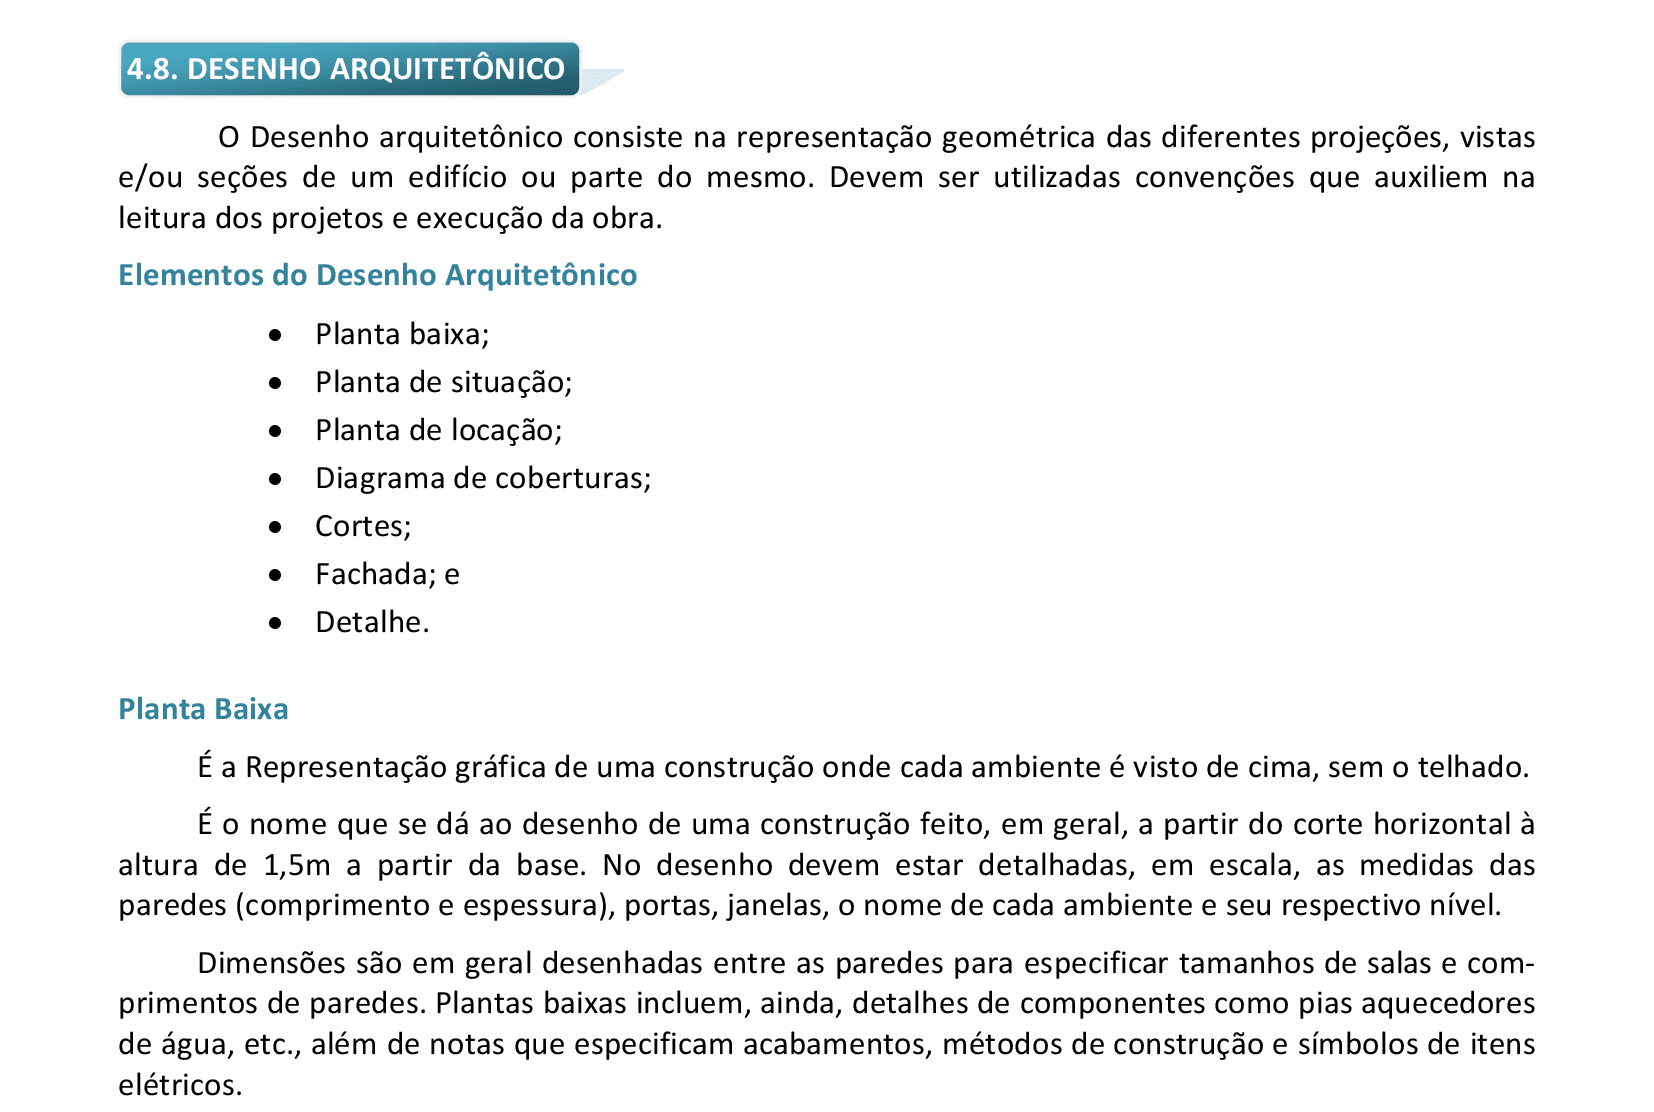 4.8. DESENHO ARQUITETÔNICO
O Desenho arquitetônico consiste na representação geométrica das diferentes projeções, vistas
e/ou seções de um edifício ou parte do mesmo. Devem ser utilizadas convenções que auxiliem na
leitura dos projetos e execução da obra.
Elementos do Desenho Arquitetônico
• Planta baixa;
• Planta de situação;
• Planta de locação;
• Diagrama de coberturas;
• Cortes;
• Fachada; e
• Detalhe.
Planta Baixa
É a Representação gráfica de uma construção onde cada ambiente é visto de cima, sem o telhado.
É o nome que se dá ao desenho de uma construção feito, em geral, a partir do corte horizontal à
altura de 1,5m a partir da base. No desenho devem estar detalhadas, em escala, as medidas das
paredes (comprimento e espessura), portas, janelas, o nome de cada ambiente e seu respectivo nível.
Dimensões são em geral desenhadas entre as paredes para especificar tamanhos de salas e com-
primentos de paredes. Plantas baixas incluem, ainda, detalhes de componentes como pias aquecedores
de água, etc., além de notas que especificam acabamentos, métodos de construção e símbolos de itens
elétricos.